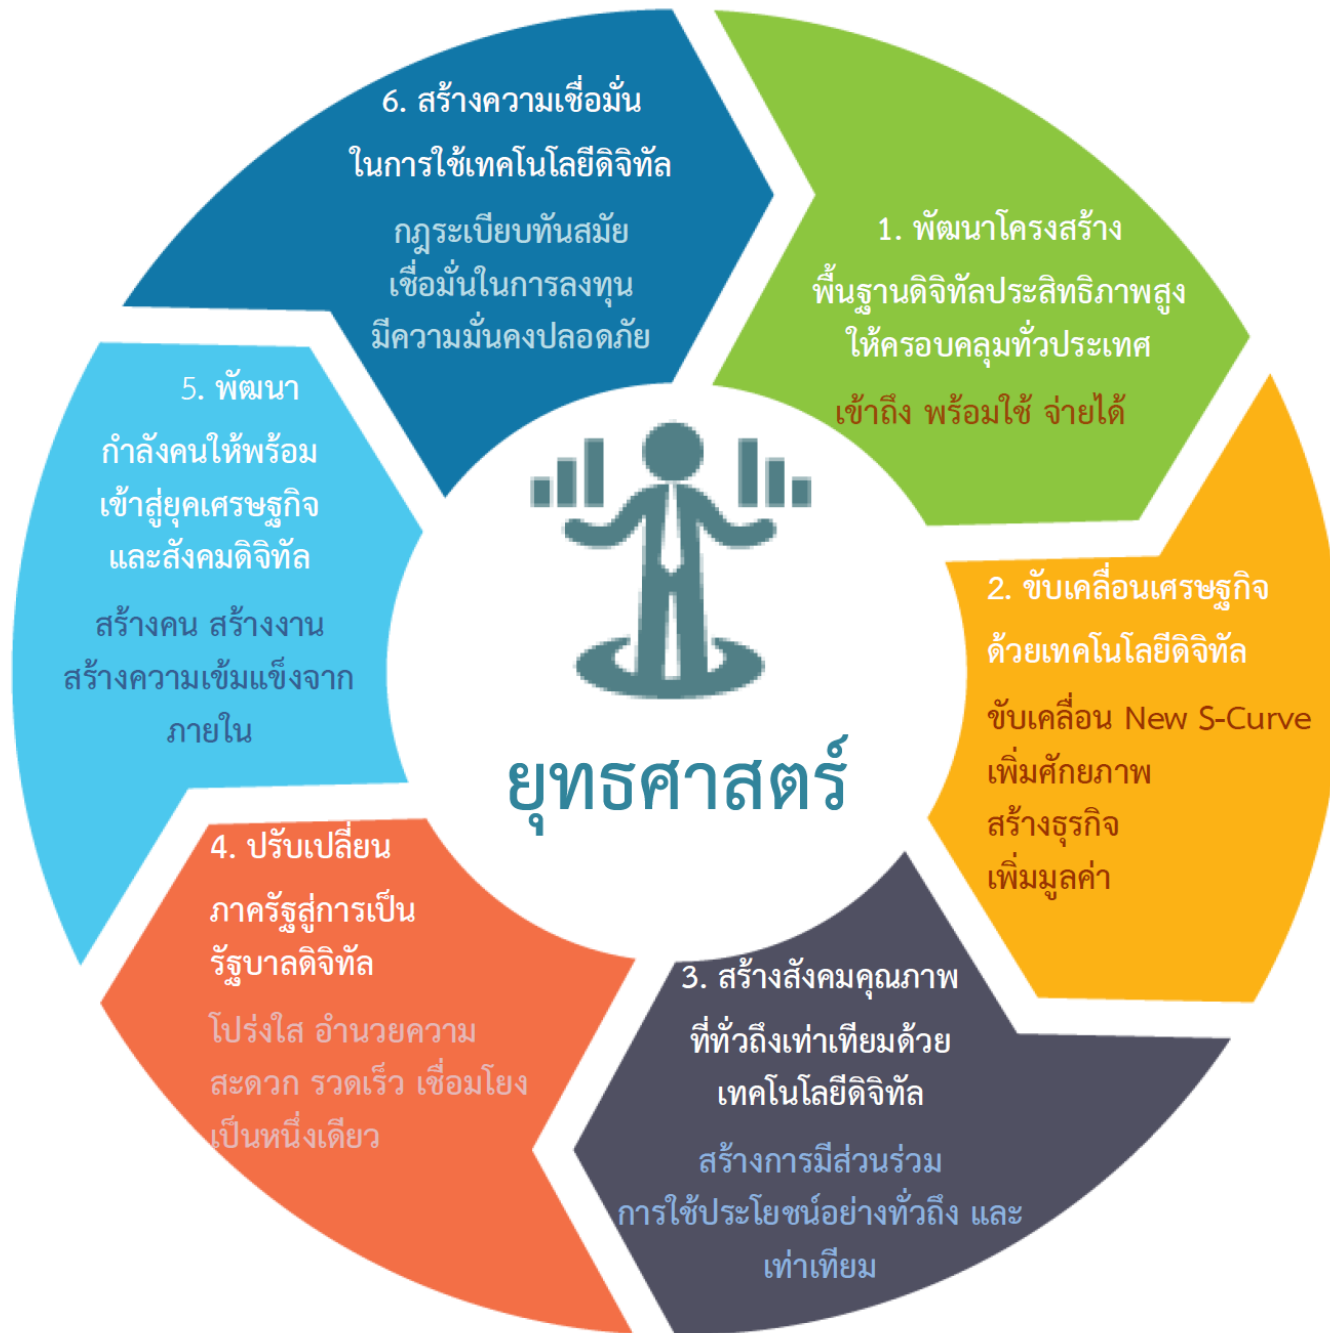 6. สร้างความเชื่อมั่น
ในการใช้เทคโนโลยีดิจิทัล
กฎระเบียบทันสมัย
เชื่อมั่นในการลงทุน
มีความมั่นคงปลอดภัย
1. พัฒนาโครงสร้าง
พื้นฐานดิจิทัลประสิทธิภาพสูง
ให้ครอบคลุมทั่วประเทศ
เข้าถึง พร้อมใช้ จ่ายได้
2. ขับเคลื่อนเศรษฐกิจ
ด้วยเทคโนโลยีดิจิทัล
ขับเคลื่อน New S-Curve
เพิ่มศักยภาพ
สร้างธุรกิจ
เพิ่มมูลค่า
3. สร้างสังคมคุณภาพ
ที่ทั่วถึงเท่าเทียมด้วย
เทคโนโลยีดิจิทัล
สร้างการมีส่วนร่วม
การใช้ประโยชน์อย่างทั่วถึง และ
เท่าเทียม
4. ปรับเปลี่ยน
ภาครัฐสู่การเป็น
รัฐบาลดิจิทัล
โปร่งใส อำนวยความ
สะดวก รวดเร็ว เชื่อมโยง
เป็นหนึ่งเดียว
5. พัฒนา
กำลังคนให้พร้อม
เข้าสู่ยุคเศรษฐกิจ
และสังคมดิจิทัล
สร้างคน สร้างงาน
สร้างความเข้มแข็งจาก
ภายใน
ยุทธศาสตร์